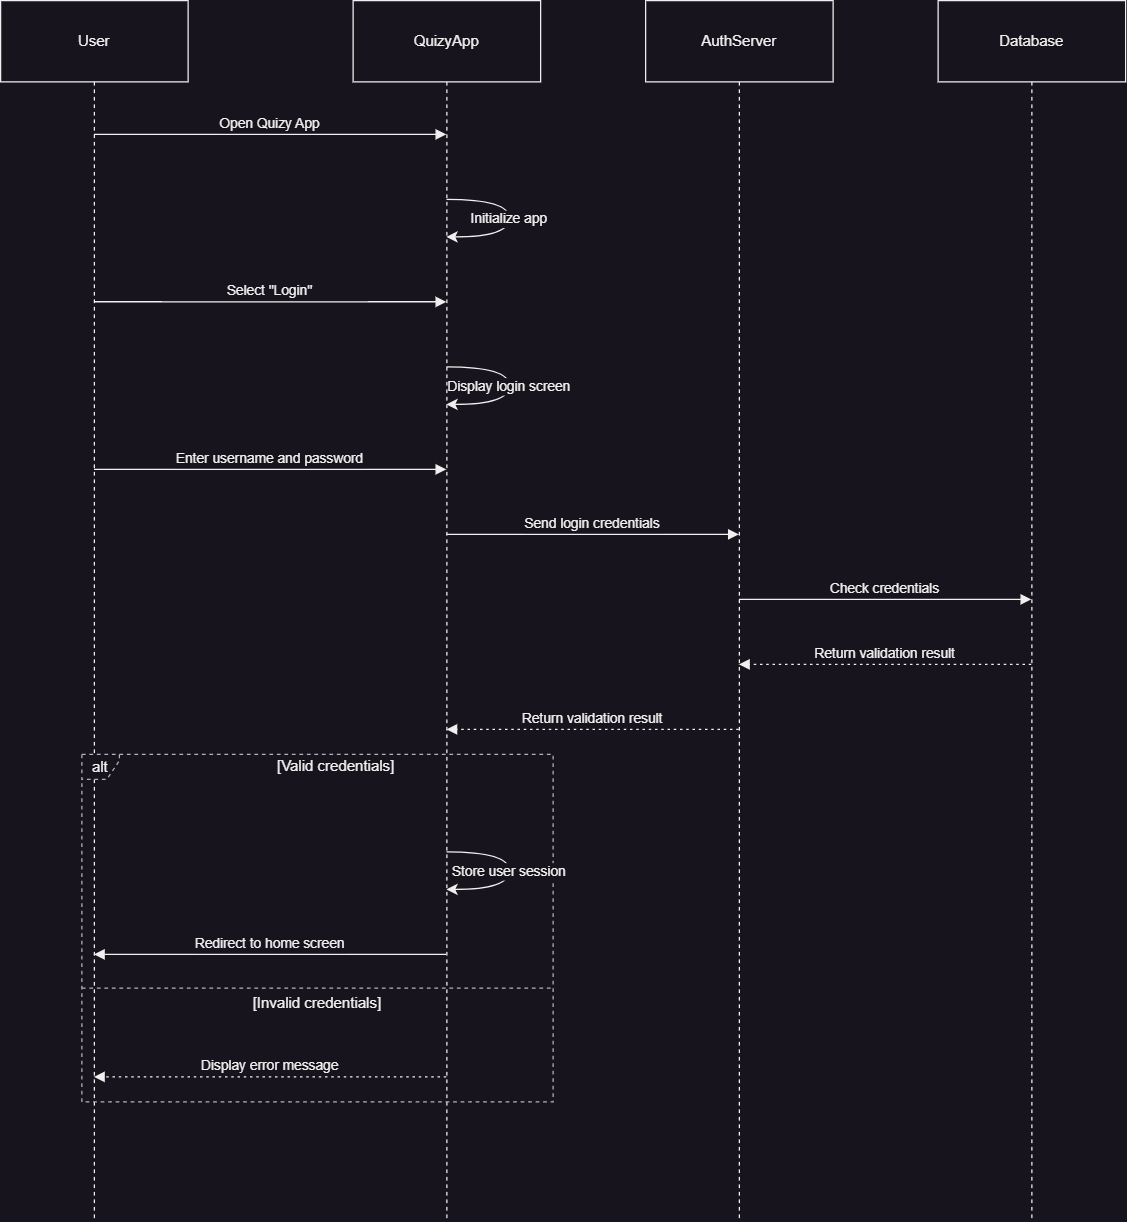 User
QuizyApp
AuthServer
Database
Open Quizy App
Initialize app
Select "Login"
Display login screen
Enter username and password
Send login credentials
Check credentials
Return validation result
Return validation result
alt
[Valid credentials]
Store user session
Redirect to home screen
[Invalid credentials]
Display error message